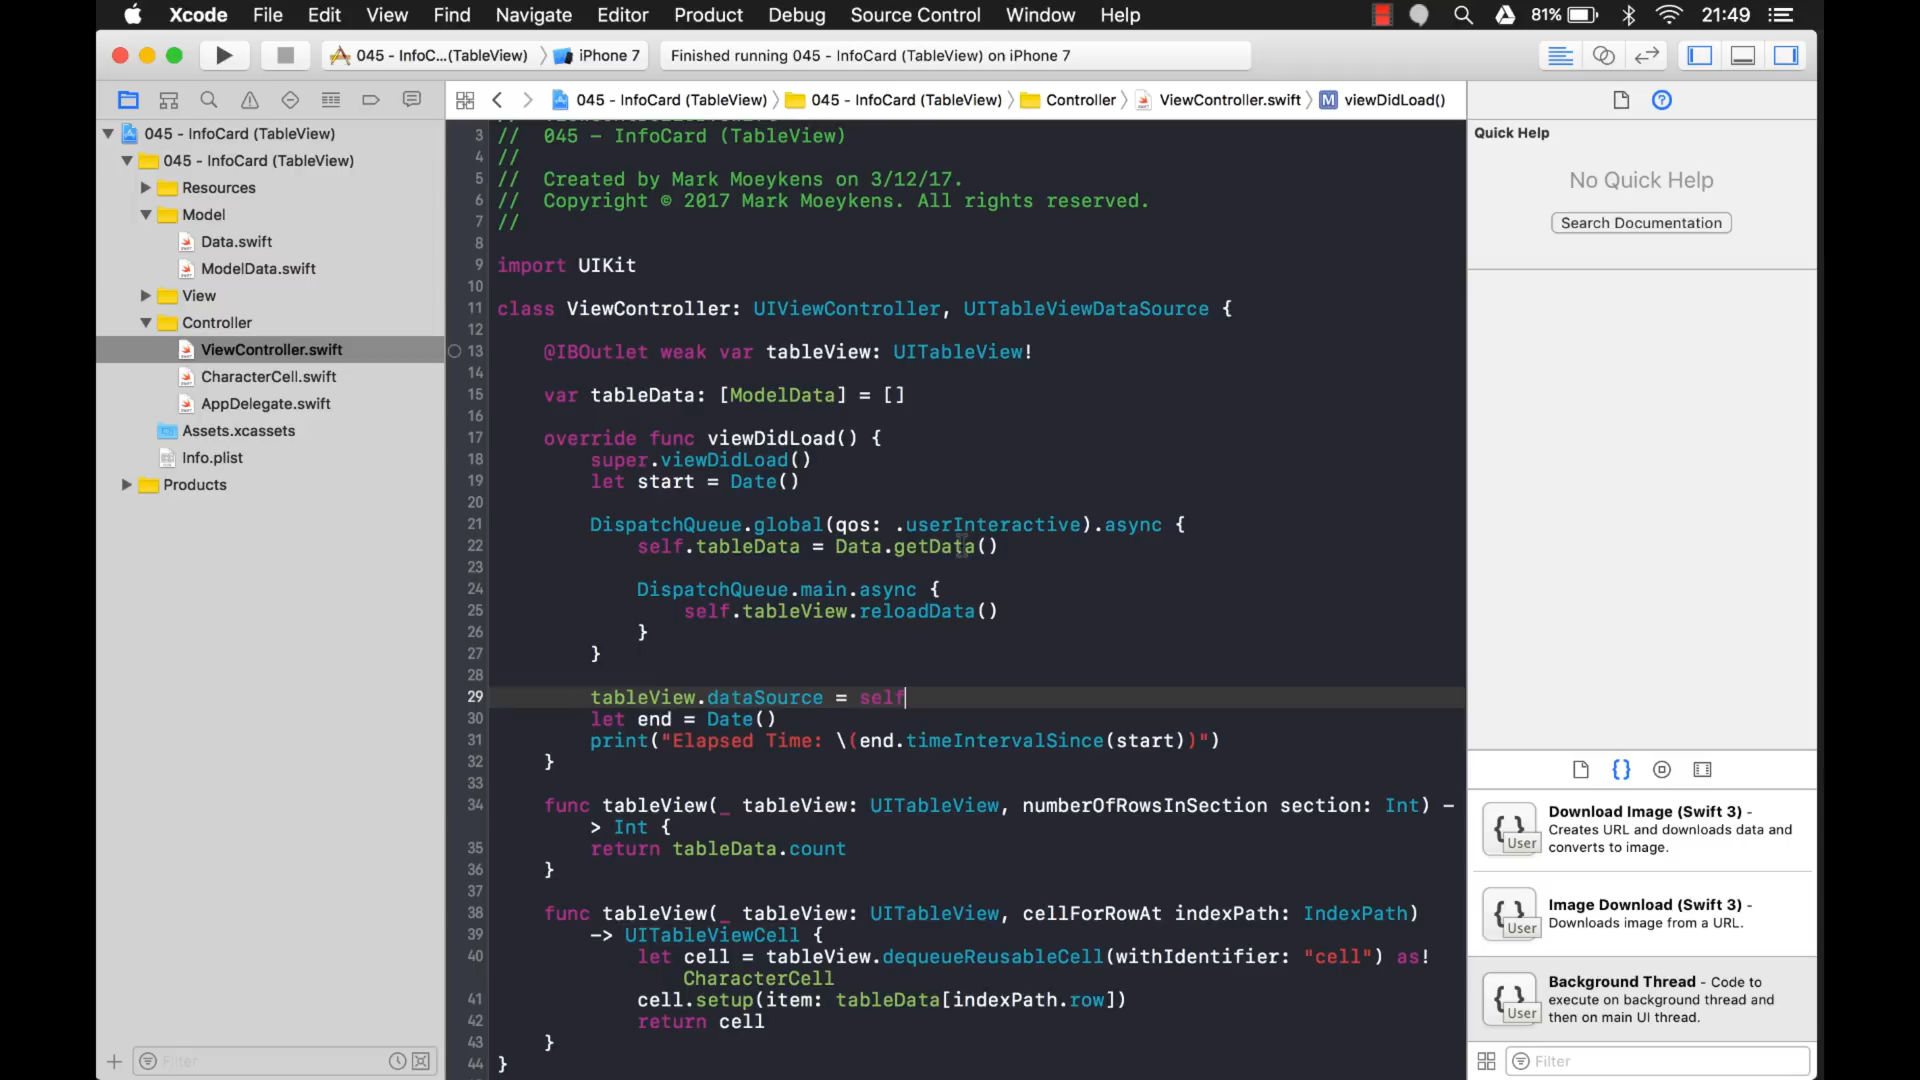 Xcode File Edit View Find Navigate Editor Product Debug Source Control Window Help 81% 21:49
045 - InfoC...(TableView) iPhone 7 Finished running 045 - InfoCard (TableView) on iPhone 7
045 - InfoCard (TableView) 045 - InfoCard (TableView) Controller ViewController.swift M viewDidLoad()
045 - InfoCard (TableView)
045 - InfoCard (TableView)
Resources
Model
Data.swift
ModelData.swift
View
Controller
ViewController.swift
CharacterCell.swift
AppDelegate.swift
Assets.xcassets
Info.plist
Products
Filter
3 //  045 - InfoCard (TableView)
4 //
5 //  Created by Mark Moeykens on 3/12/17.
6 //  Copyright © 2017 Mark Moeykens. All rights reserved.
7 //
8
9 import UIKit
10
11 class ViewController: UIViewController, UITableViewDataSource {
12
13     @IBOutlet weak var tableView: UITableView!
14
15     var tableData: [ModelData] = []
16
17     override func viewDidLoad() {
18         super.viewDidLoad()
19         let start = Date()
20
21         DispatchQueue.global(qos: .userInteractive).async {
22             self.tableData = Data.getData()
23
24             DispatchQueue.main.async {
25                 self.tableView.reloadData()
26             }
27         }
28
29         tableView.dataSource = self
30         let end = Date()
31         print("Elapsed Time: \(end.timeIntervalSince(start))")
32     }
33
34     func tableView(_ tableView: UITableView, numberOfRowsInSection section: Int) -
> Int {
35         return tableData.count
36     }
37
38     func tableView(_ tableView: UITableView, cellForRowAt indexPath: IndexPath)
39         -> UITableViewCell {
40             let cell = tableView.dequeueReusableCell(withIdentifier: "cell") as!
CharacterCell
41             cell.setup(item: tableData[indexPath.row])
42             return cell
43     }
44 }
Quick Help
No Quick Help
Search Documentation
{ } User
Download Image (Swift 3) -
Creates URL and downloads data and
converts to image.
{ } User
Image Download (Swift 3) -
Downloads image from a URL.
{ } User
Background Thread - Code to
execute on background thread and
then on main UI thread.
Filter